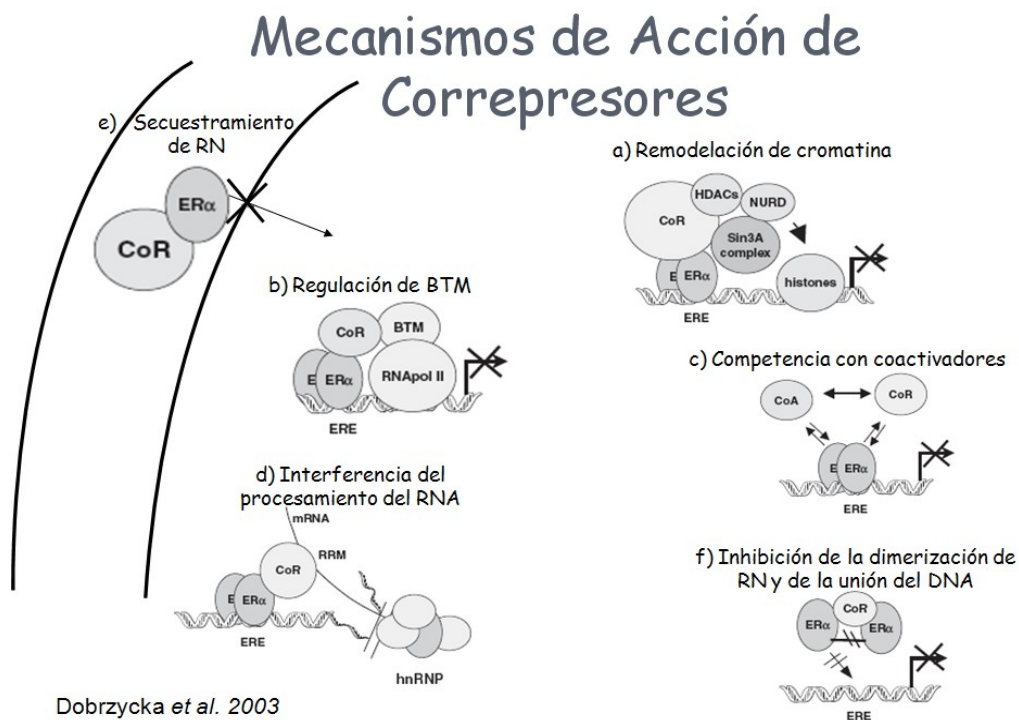 Mecanismos de Acción de
Correpresores
e) Secuestramiento
de RN
ERα
CoR
a) Remodelación de cromatina
HDACs
NURD
CoR
Sin3A
complex
E
ERα
histones
ERE
b) Regulación de BTM
CoR
BTM
E
ERα
RNApol II
ERE
c) Competencia con coactivadores
CoA
CoR
E
ERα
ERE
d) Interferencia del
procesamiento del RNA
mRNA
RRM
CoR
E
ERα
ERE
hnRNP
f) Inhibición de la dimerización de
RN y de la unión del DNA
CoR
ERα
ERα
ERE
Dobrzycka et al. 2003